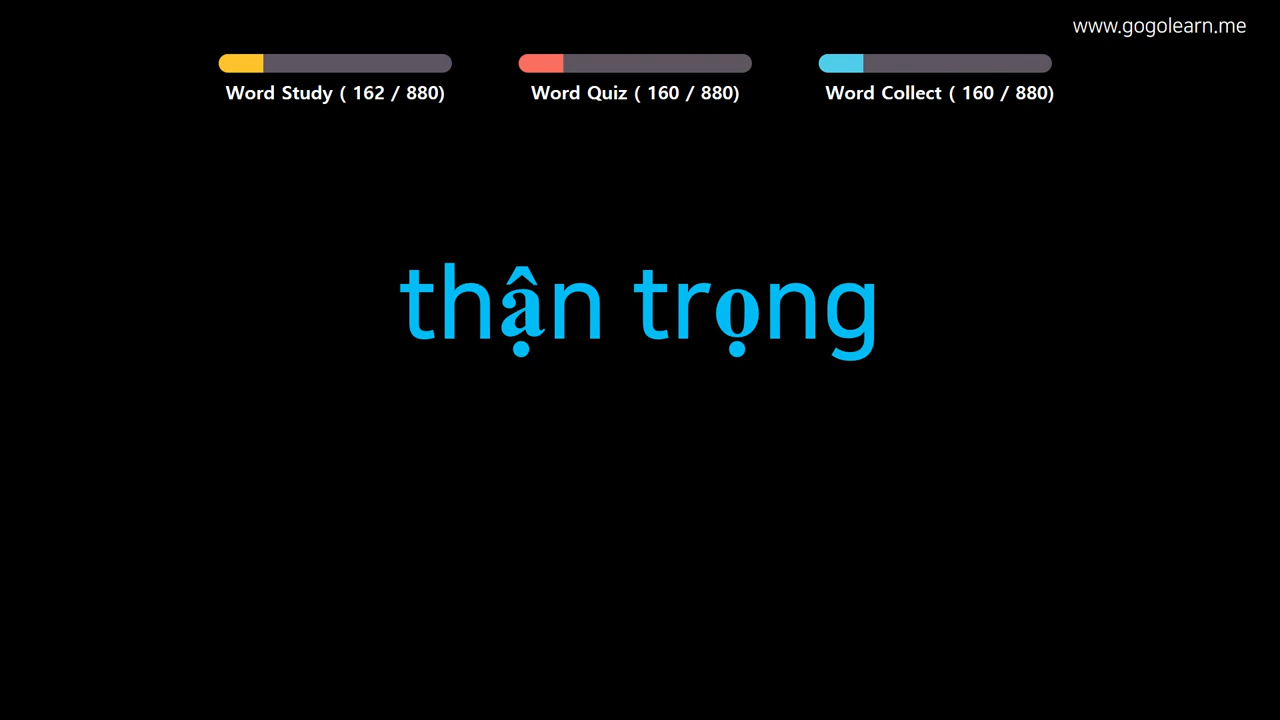 www.gogolearn.me
Word Study ( 162 / 880)
Word Quiz ( 160 / 880)
Word Collect ( 160 / 880)
thận trọng